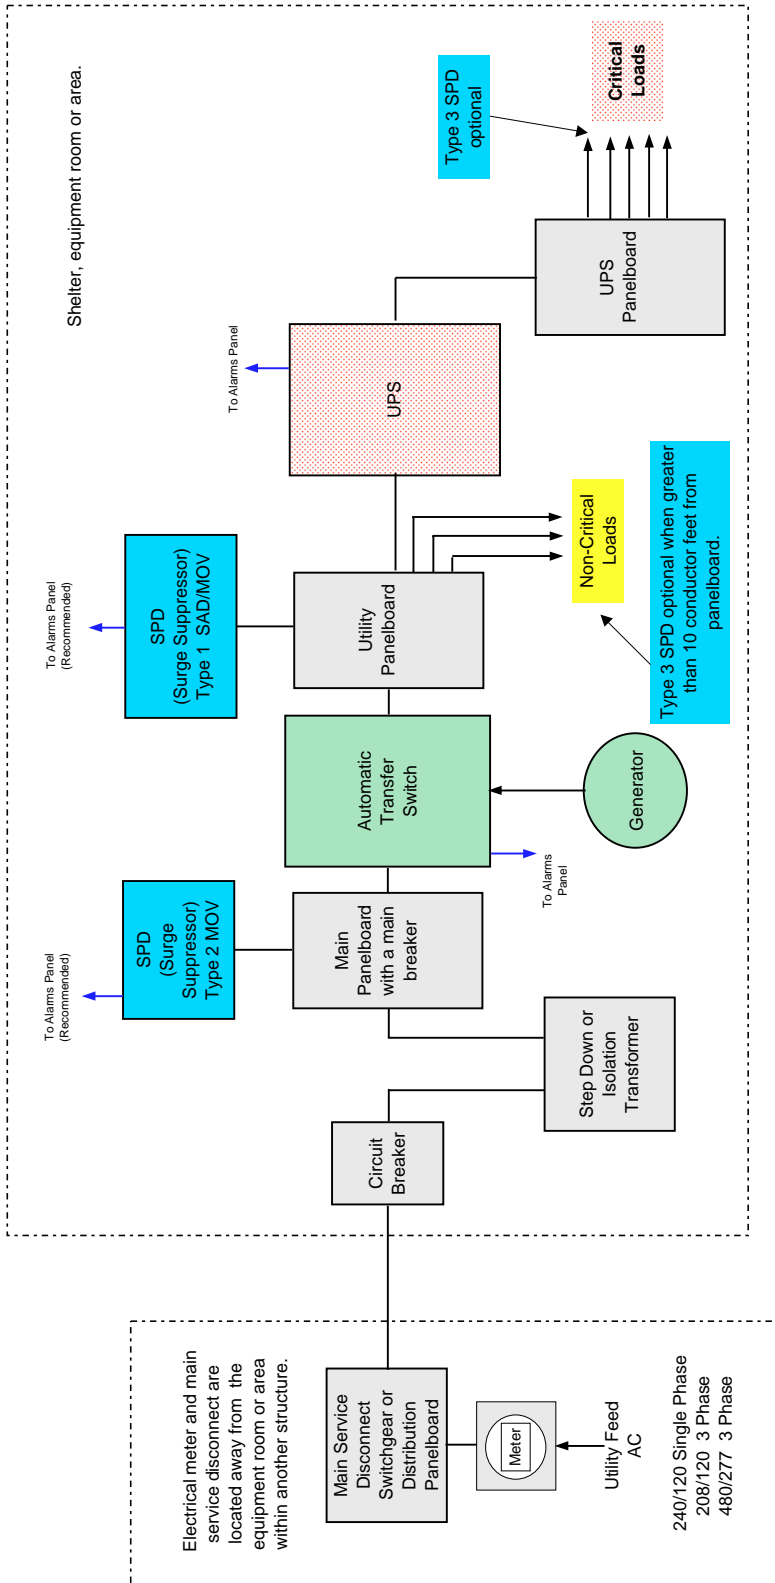 Electrical meter and main
service disconnect are
located away from the
equipment room or area
within another structure.
Main Service
Disconnect
Switchgear or
Distribution
Panelboard
Meter
Utility Feed
AC
240/120 Single Phase
208/120 3 Phase
480/277 3 Phase
Shelter, equipment room or area.
Circuit
Breaker
Step Down or
Isolation
Transformer
To Alarms Panel
(Recommended)
SPD
(Surge
Suppressor)
Type 2 MOV
Main
Panelboard
with a main
breaker
Automatic
Transfer
Switch
To Alarms
Panel
Generator
To Alarms Panel
(Recommended)
SPD
(Surge Suppressor)
Type 1 SAD/MOV
Utility
Panelboard
Non-Critical
Loads
Type 3 SPD optional when greater
than 10 conductor feet from
panelboard.
To Alarms Panel
UPS
UPS
Panelboard
Type 3 SPD
optional
Critical
Loads